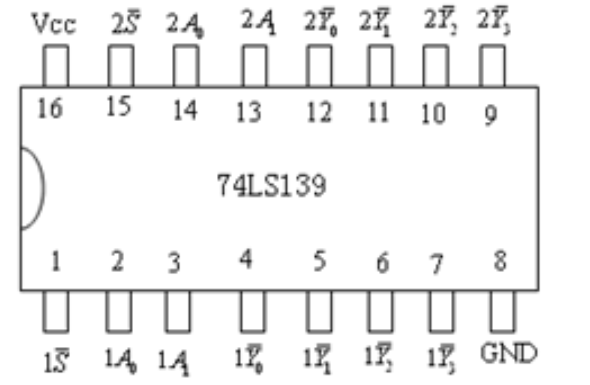 Vcc 2S̅ 2A₀ 2A₁ 2Y̅₀ 2Y̅₁ 2Y̅₂ 2Y̅₃
16 15 14 13 12 11 10 9
74LS139
1 2 3 4 5 6 7 8
1S̅ 1A₀ 1A₁ 1Y̅₀ 1Y̅₁ 1Y̅₂ 1Y̅₃ GND